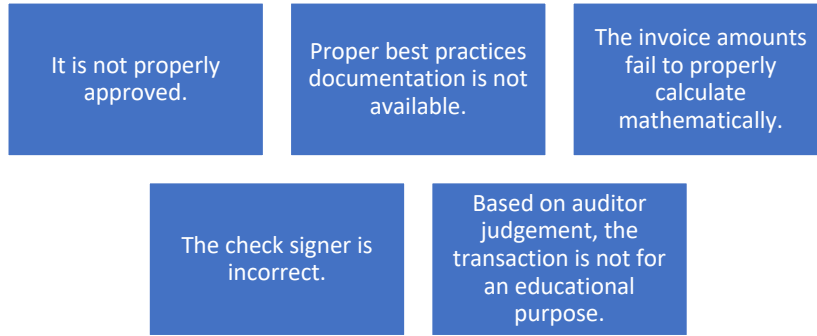 It is not properly
approved.
Proper best practices
documentation is not
available.
The invoice amounts
fail to properly
calculate
mathematically.
The check signer is
incorrect.
Based on auditor
judgement, the
transaction is not for
an educational
purpose.